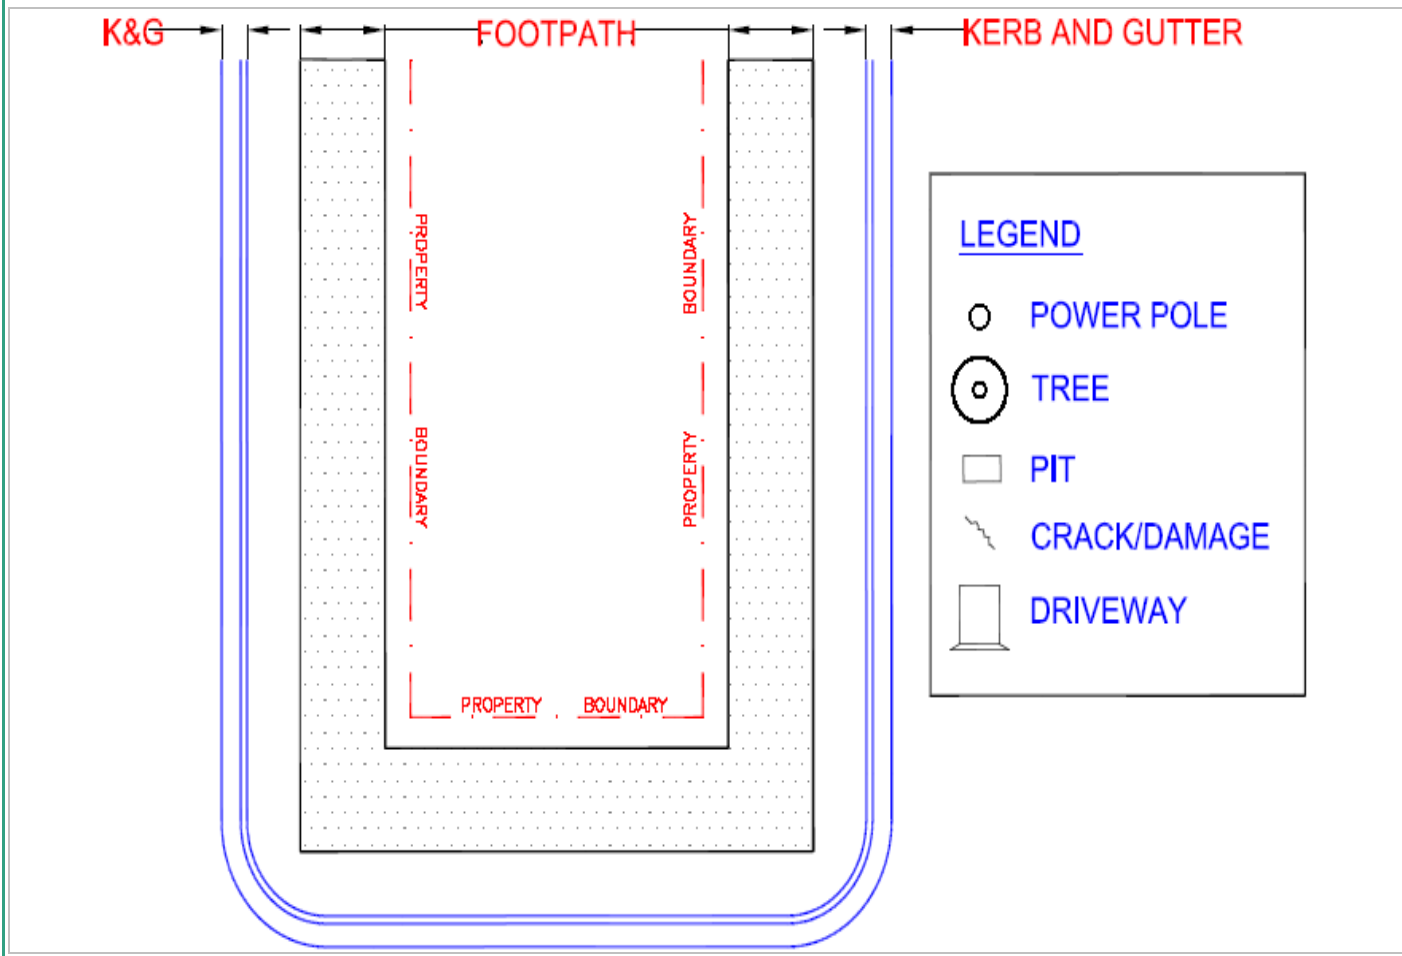 K&G
FOOTPATH
KERB AND GUTTER
PROPERTY
BOUNDARY
BOUNDARY
PROPERTY
PROPERTY BOUNDARY
LEGEND
POWER POLE
TREE
PIT
CRACK/DAMAGE
DRIVEWAY